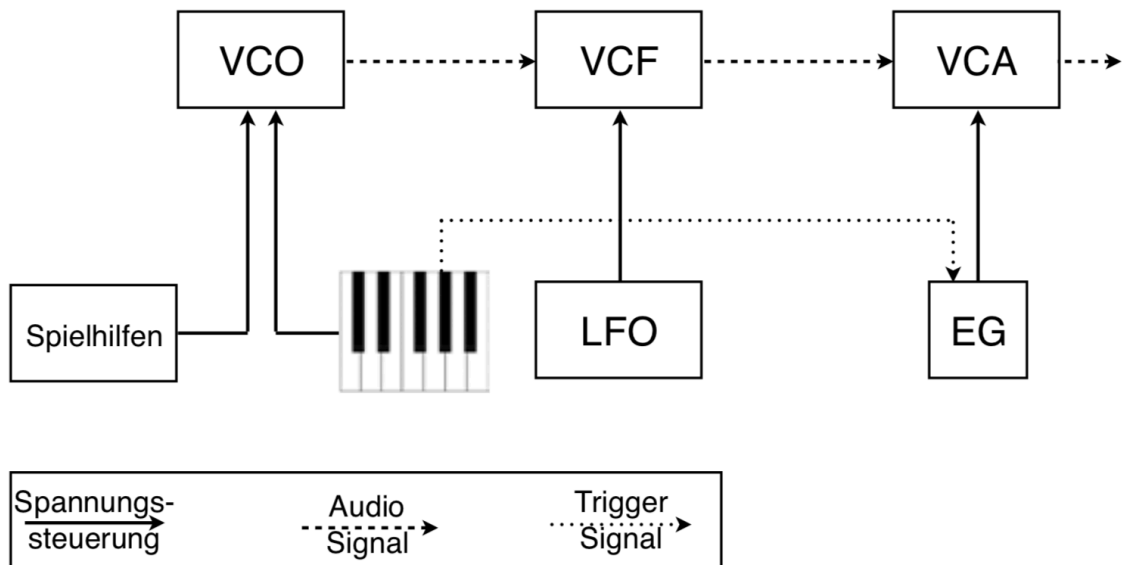 VCO
VCF
VCA
Spielhilfen
LFO
EG
Spannungs-
steuerung
Audio
Signal
Trigger
Signal